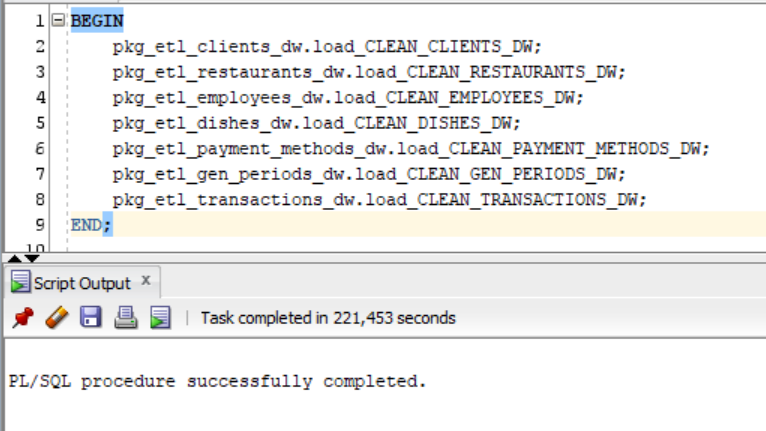 1 BEGIN
2 pkg_etl_clients_dw.load_CLEAN_CLIENTS_DW;
3 pkg_etl_restaurants_dw.load_CLEAN_RESTAURANTS_DW;
4 pkg_etl_employees_dw.load_CLEAN_EMPLOYEES_DW;
5 pkg_etl_dishes_dw.load_CLEAN_DISHES_DW;
6 pkg_etl_payment_methods_dw.load_CLEAN_PAYMENT_METHODS_DW;
7 pkg_etl_gen_periods_dw.load_CLEAN_GEN_PERIODS_DW;
8 pkg_etl_transactions_dw.load_CLEAN_TRANSACTIONS_DW;
9 END;
10
Script Output x
Task completed in 221,453 seconds
PL/SQL procedure successfully completed.